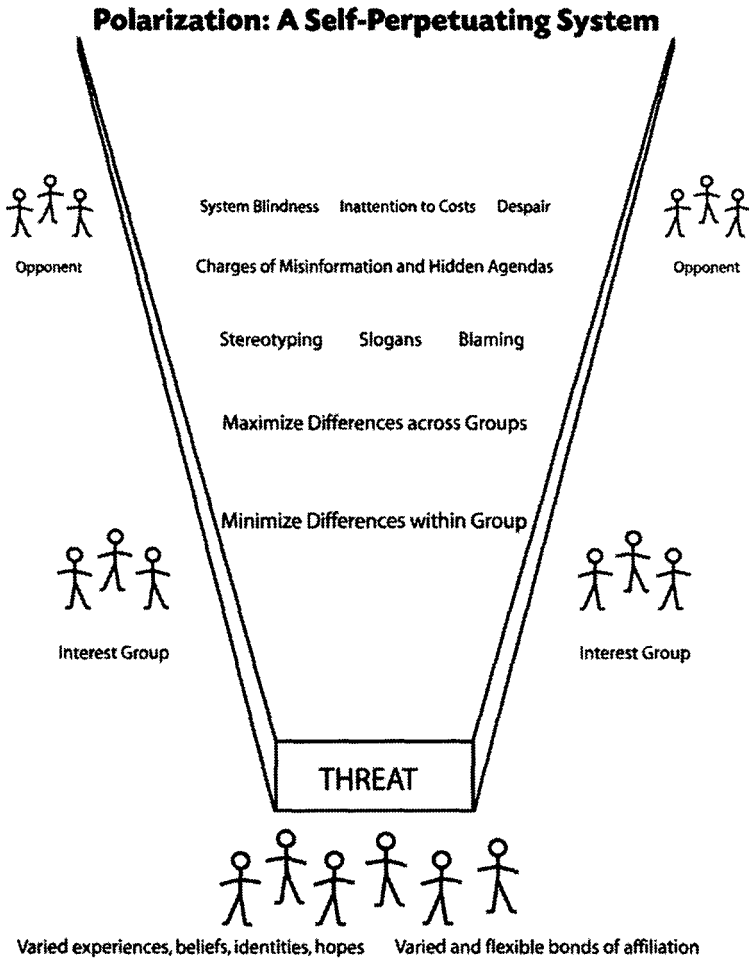 Polarization: A Self-Perpetuating System
System Blindness Inattention to Costs Despair
Opponent Charges of Misinformation and Hidden Agendas Opponent
Stereotyping Slogans Blaming
Maximize Differences across Groups
Minimize Differences within Group
Interest Group Interest Group
THREAT
Varied experiences, beliefs, identities, hopes Varied and flexible bonds of affiliation